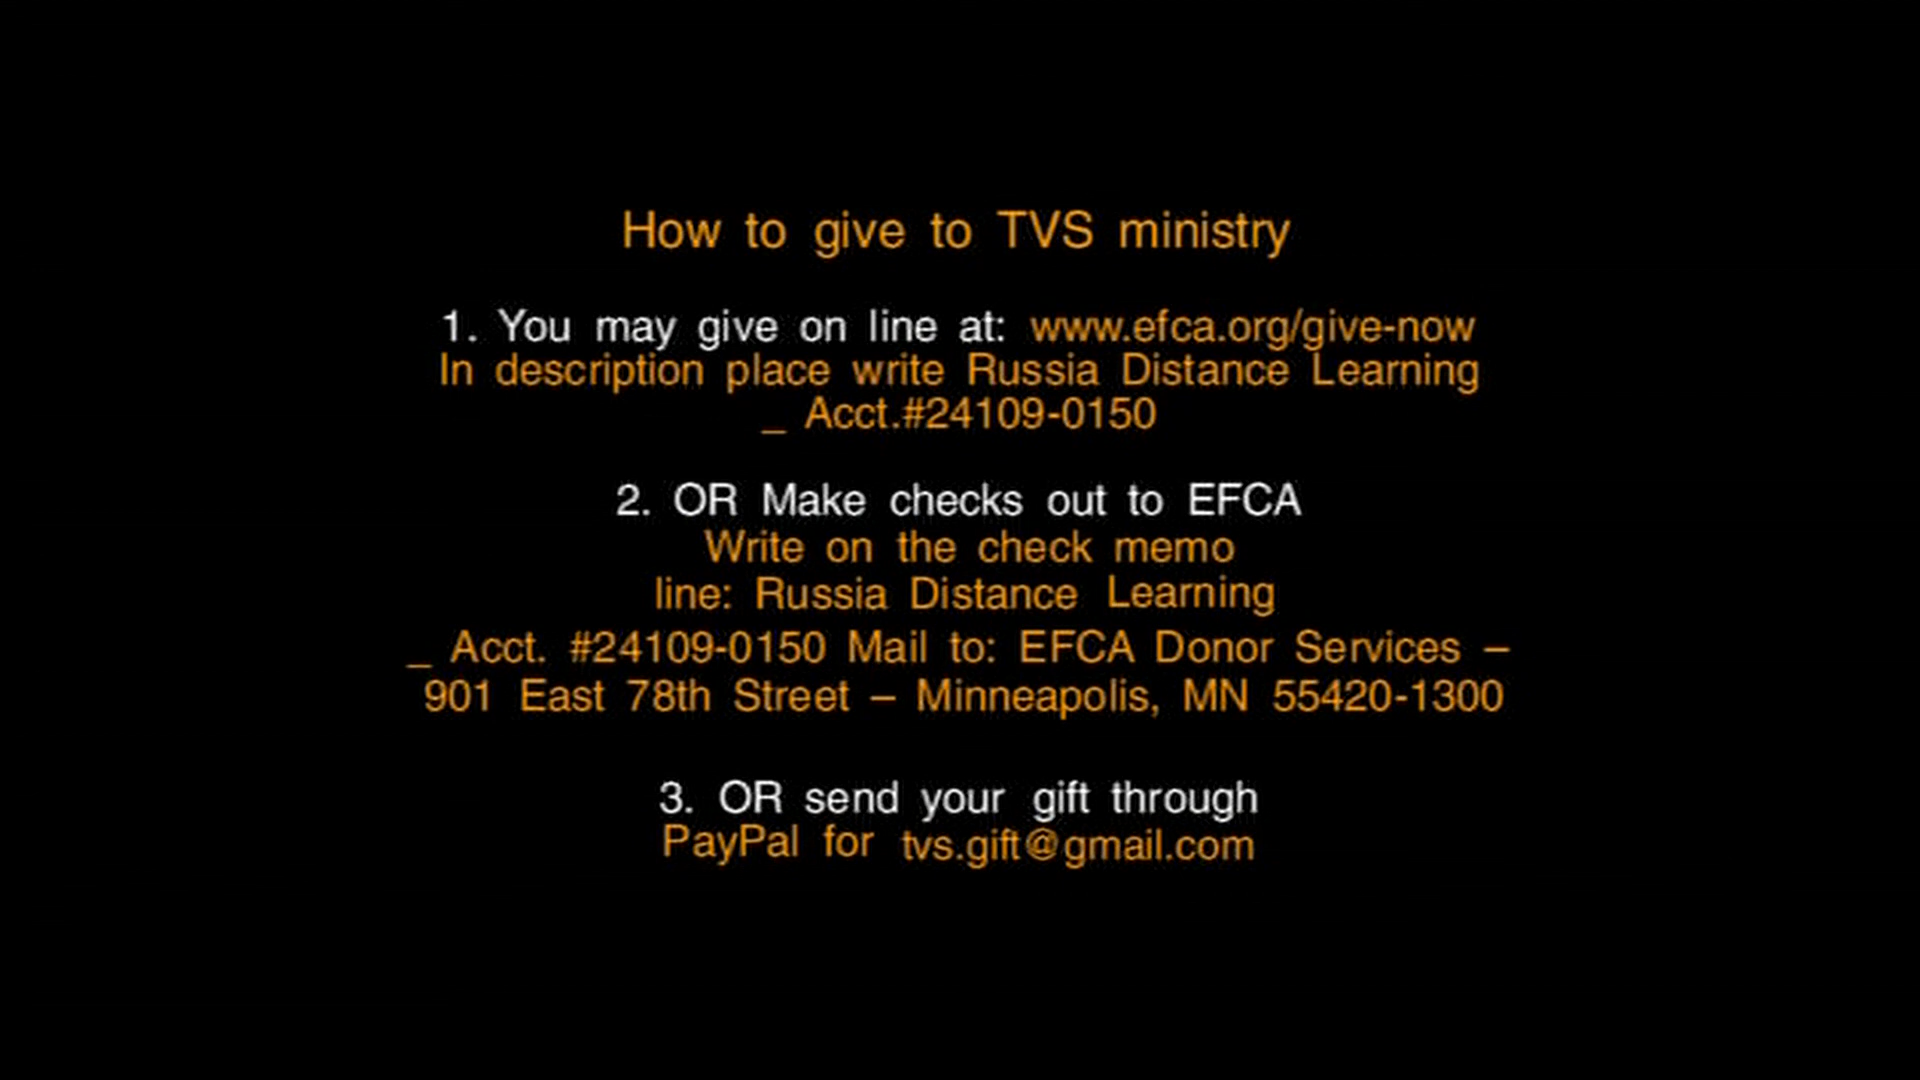 How to give to TVS ministry
1. You may give on line at: www.efca.org/give-now
In description place write Russia Distance Learning
_ Acct.#24109-0150
2. OR Make checks out to EFCA
Write on the check memo
line: Russia Distance Learning
_ Acct. #24109-0150 Mail to: EFCA Donor Services –
901 East 78th Street – Minneapolis, MN 55420-1300
3. OR send your gift through
PayPal for tvs.gift@gmail.com